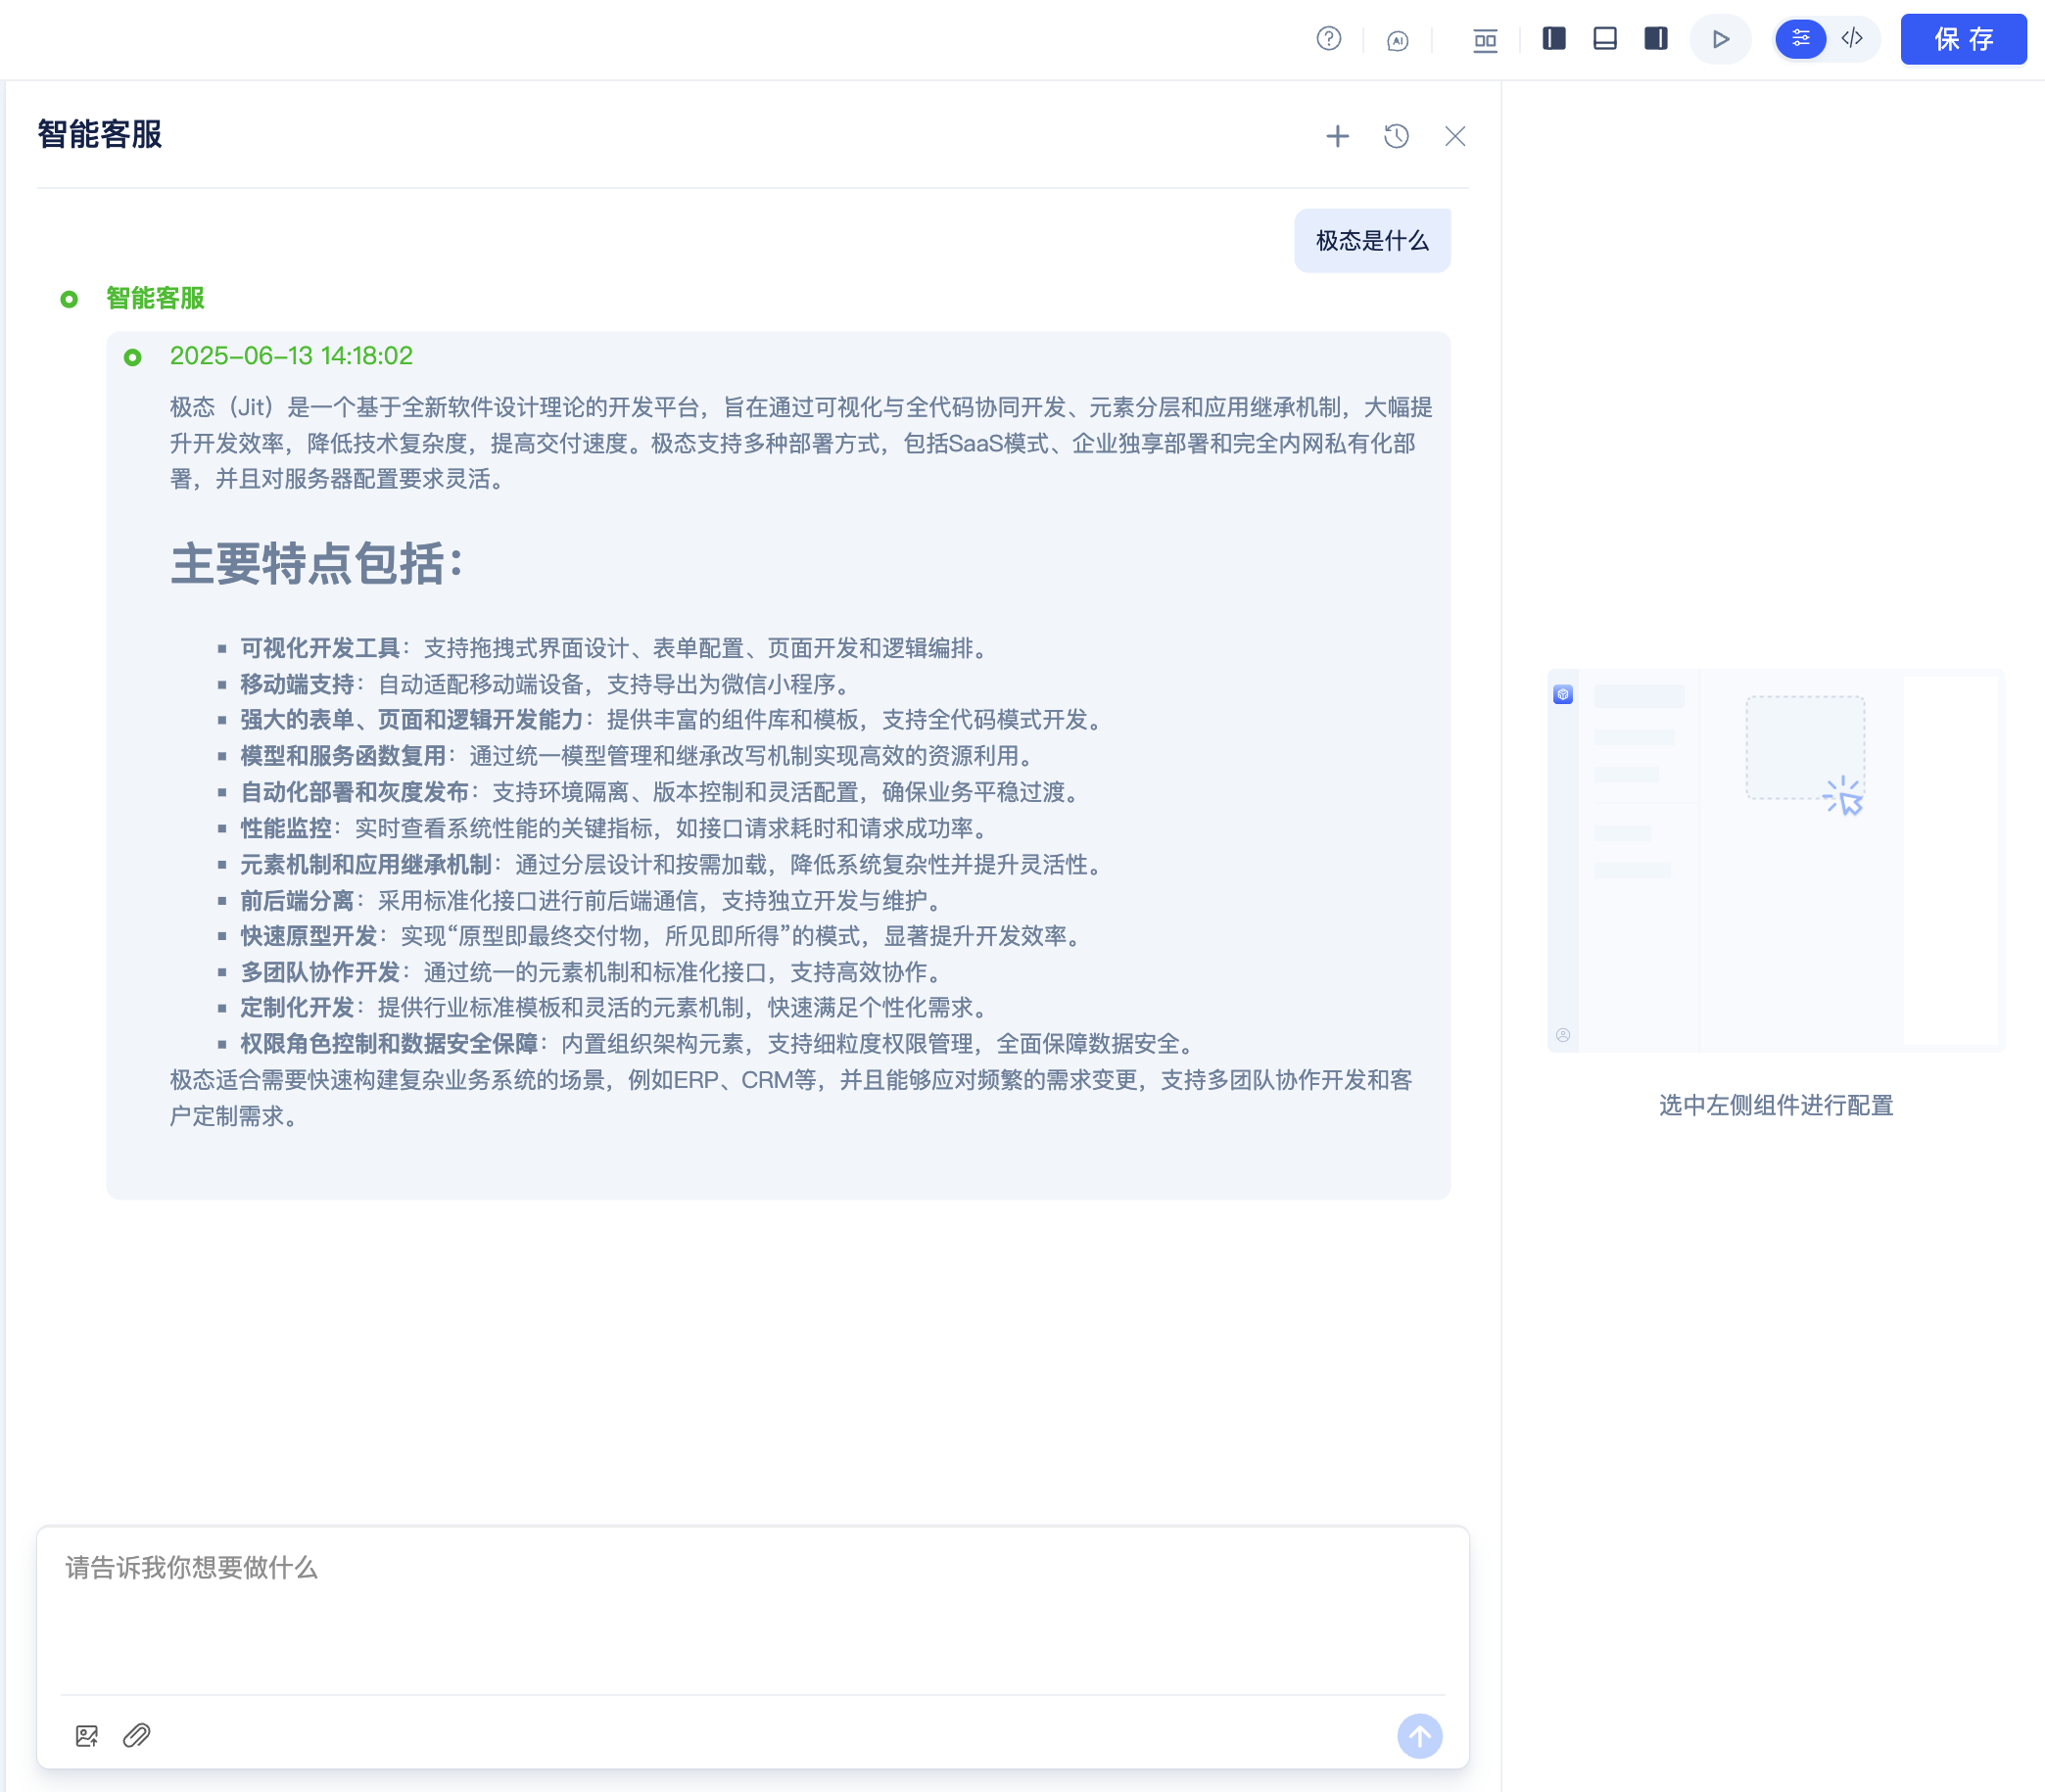 AI
保存
智能客服
极态是什么
智能客服
2025-06-13 14:18:02
极态（Jit）是一个基于全新软件设计理论的开发平台，旨在通过可视化与全代码协同开发、元素分层和应用继承机制，大幅提
升开发效率，降低技术复杂度，提高交付速度。极态支持多种部署方式，包括SaaS模式、企业独享部署和完全内网私有化部
署，并且对服务器配置要求灵活。
主要特点包括：
▪ 可视化开发工具：支持拖拽式界面设计、表单配置、页面开发和逻辑编排。
▪ 移动端支持：自动适配移动端设备，支持导出为微信小程序。
▪ 强大的表单、页面和逻辑开发能力：提供丰富的组件库和模板，支持全代码模式开发。
▪ 模型和服务函数复用：通过统一模型管理和继承改写机制实现高效的资源利用。
▪ 自动化部署和灰度发布：支持环境隔离、版本控制和灵活配置，确保业务平稳过渡。
▪ 性能监控：实时查看系统性能的关键指标，如接口请求耗时和请求成功率。
▪ 元素机制和应用继承机制：通过分层设计和按需加载，降低系统复杂性并提升灵活性。
▪ 前后端分离：采用标准化接口进行前后端通信，支持独立开发与维护。
▪ 快速原型开发：实现“原型即最终交付物，所见即所得”的模式，显著提升开发效率。
▪ 多团队协作开发：通过统一的元素机制和标准化接口，支持高效协作。
▪ 定制化开发：提供行业标准模板和灵活的元素机制，快速满足个性化需求。
▪ 权限角色控制和数据安全保障：内置组织架构元素，支持细粒度权限管理，全面保障数据安全。
极态适合需要快速构建复杂业务系统的场景，例如ERP、CRM等，并且能够应对频繁的需求变更，支持多团队协作开发和客
户定制需求。
选中左侧组件进行配置
请告诉我你想要做什么